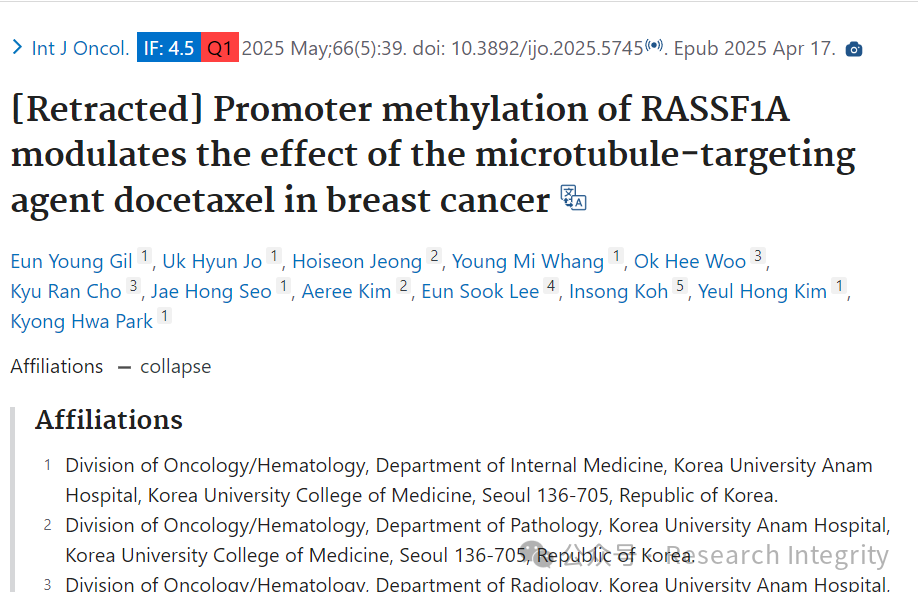 Int J Oncol. IF: 4.5 Q1 2025 May;66(5):39. doi: 10.3892/ijo.2025.5745. Epub 2025 Apr 17.
[Retracted] Promoter methylation of RASSF1A
modulates the effect of the microtubule-targeting
agent docetaxel in breast cancer
Eun Young Gil 1, Uk Hyun Jo 1, Hoiseon Jeong 2, Young Mi Whang 1, Ok Hee Woo 3,
Kyu Ran Cho 3, Jae Hong Seo 1, Aeree Kim 2, Eun Sook Lee 4, Insong Koh 5, Yeul Hong Kim 1,
Kyong Hwa Park 1
Affiliations — collapse
Affiliations
1 Division of Oncology/Hematology, Department of Internal Medicine, Korea University Anam
Hospital, Korea University College of Medicine, Seoul 136-705, Republic of Korea.
2 Division of Oncology/Hematology, Department of Pathology, Korea University Anam Hospital,
Korea University College of Medicine, Seoul 136-705, Republic of Korea.
公众号 · Research Integrity
3 Division of Oncology/Hematology, Department of Radiology, Korea University Anam Hospital,